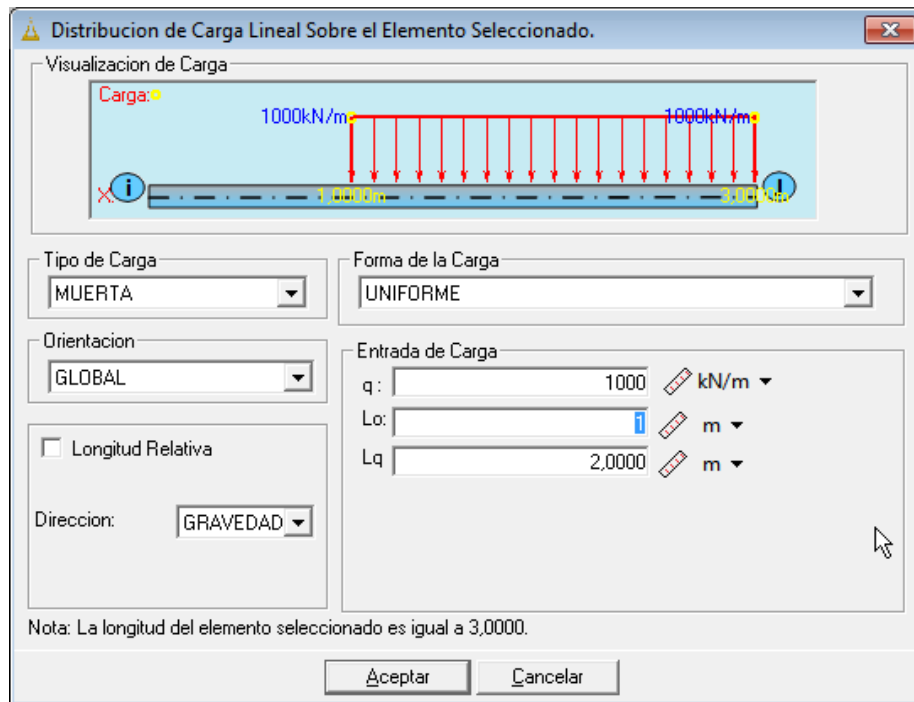 Distribucion de Carga Lineal Sobre el Elemento Seleccionado.
Visualizacion de Carga
Carga:
1000kN/m
1000kN/m
X:
i
1,0000m
3,0000m
Tipo de Carga
MUERTA
Forma de la Carga
UNIFORME
Orientacion
GLOBAL
Entrada de Carga
q : 1000 kN/m
Lo: 1 m
Lq 2,0000 m
Longitud Relativa
Direccion: GRAVEDAD
Nota: La longitud del elemento seleccionado es igual a 3,0000.
Aceptar Cancelar